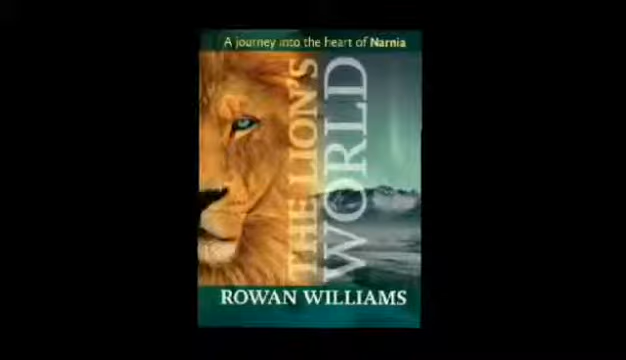 A journey into the heart of Narnia
THE LION'S
WORLD
ROWAN WILLIAMS